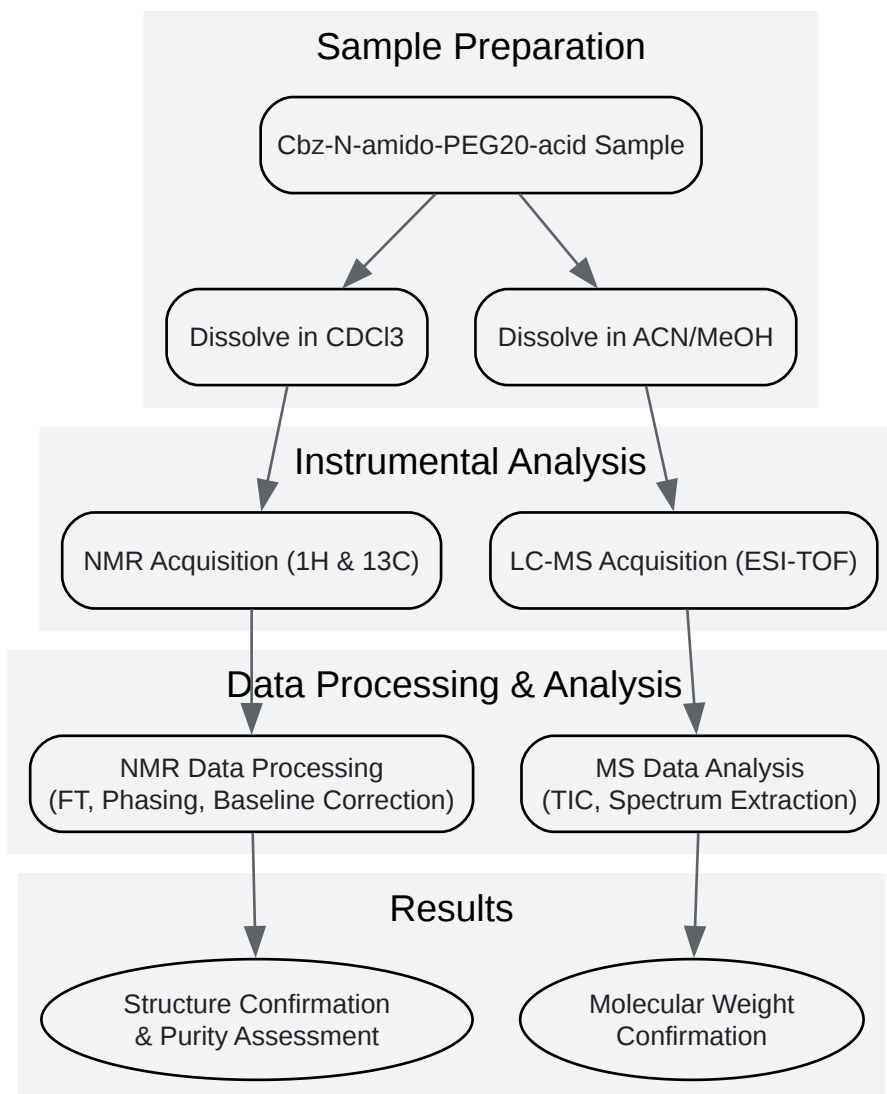 Sample Preparation
Cbz-N-amido-PEG20-acid Sample
Dissolve in CDCl3
Dissolve in ACN/MeOH
Instrumental Analysis
NMR Acquisition (1H & 13C)
LC-MS Acquisition (ESI-TOF)
Data Processing & Analysis
NMR Data Processing
(FT, Phasing, Baseline Correction)
MS Data Analysis
(TIC, Spectrum Extraction)
Results
Structure Confirmation
& Purity Assessment
Molecular Weight
Confirmation